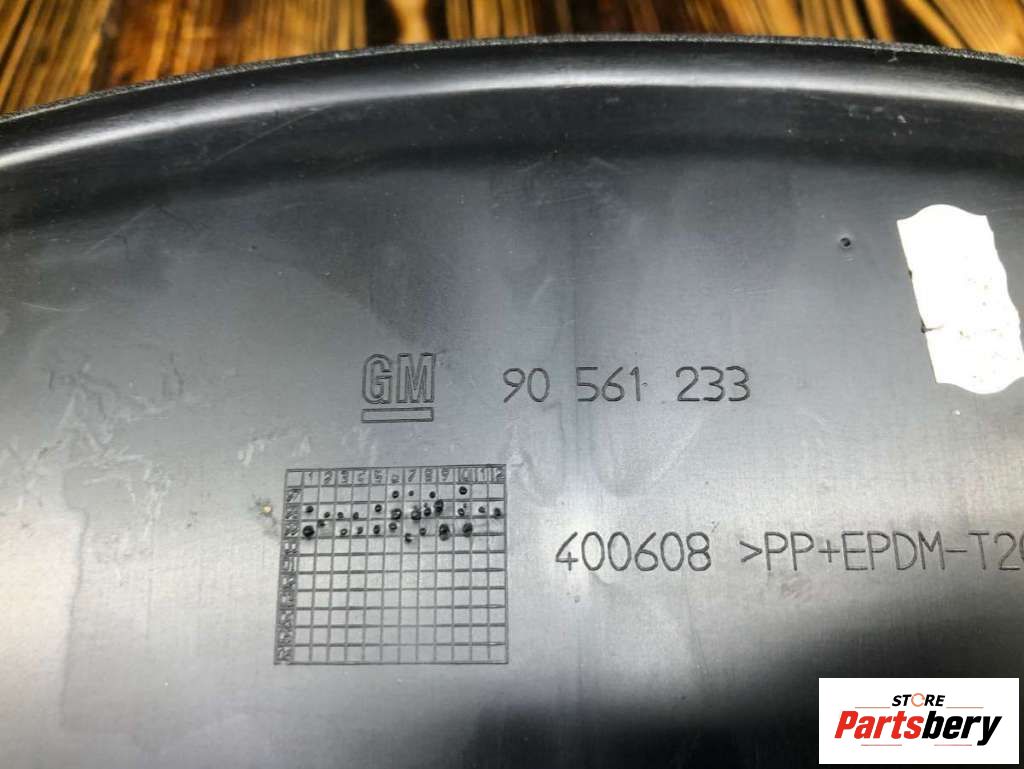 GM 90 561 233
1 2 3 4 5 6 7 8 9 10 11 12
400608 >PP+EPDM-T20
STORE
Partsbery